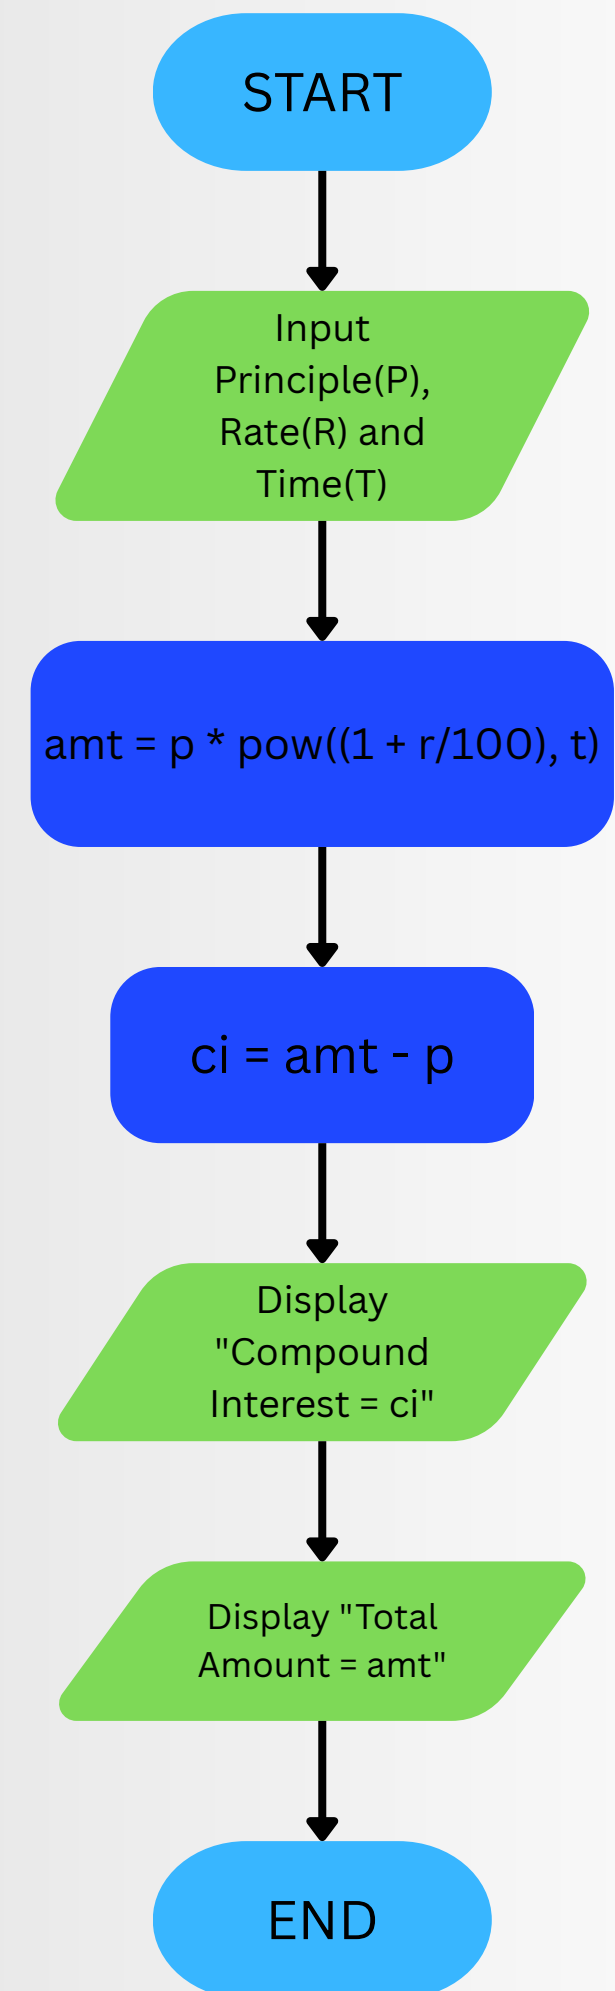 START
Input
Principle(P),
Rate(R) and
Time(T)
amt = p * pow((1 + r/100), t)
ci = amt - p
Display
"Compound
Interest = ci"
Display "Total
Amount = amt"
END